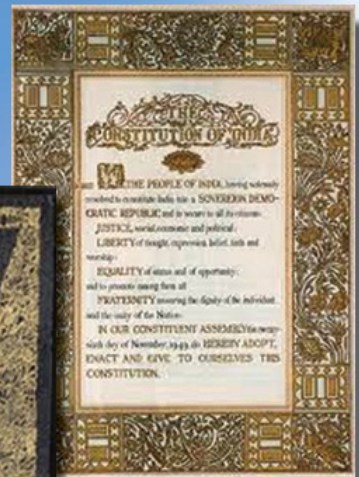 THE
CONSTITUTION OF INDIA
WE, THE PEOPLE OF INDIA, having solemnly
resolved to constitute India into a SOVEREIGN DEMO-
CRATIC REPUBLIC and to secure to all its citizens:
JUSTICE, social, economic and political;
LIBERTY of thought, expression, belief, faith and
worship;
EQUALITY of status and of opportunity;
and to promote among them all
FRATERNITY assuring the dignity of the individual
and the unity of the Nation;
IN OUR CONSTITUENT ASSEMBLY this twenty-
sixth day of November, 1949, do HEREBY ADOPT,
ENACT AND GIVE TO OURSELVES THIS
CONSTITUTION.